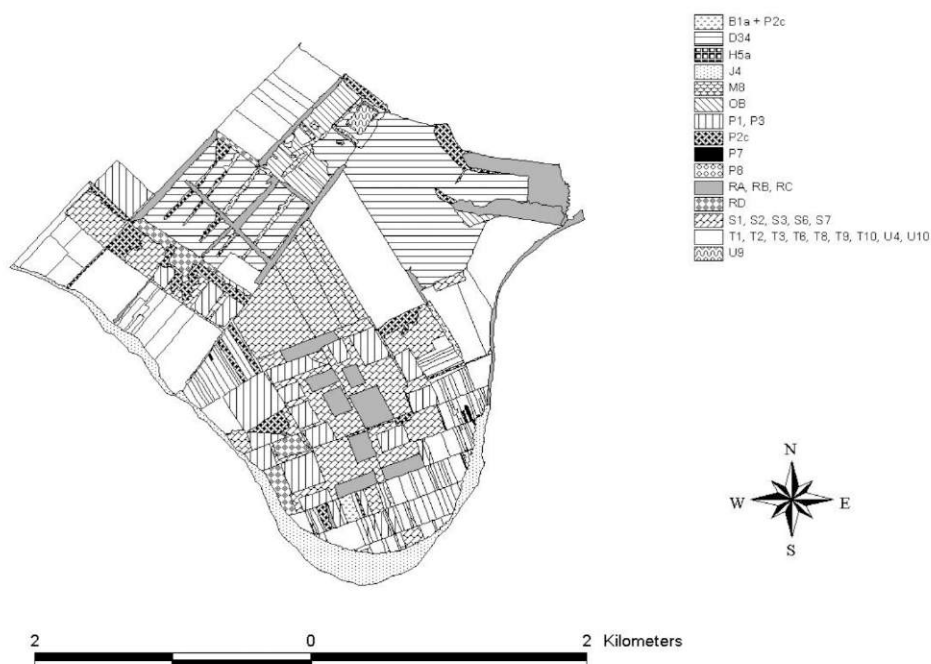 B1a + P2c
D34
H5a
J4
M8
OB
P1, P3
P2c
P7
P8
RA, RB, RC
RD
S1, S2, S3, S6, S7
T1, T2, T3, T6, T8, T9, T10, U4, U10
U9
N
W E
S
2 0 2 Kilometers